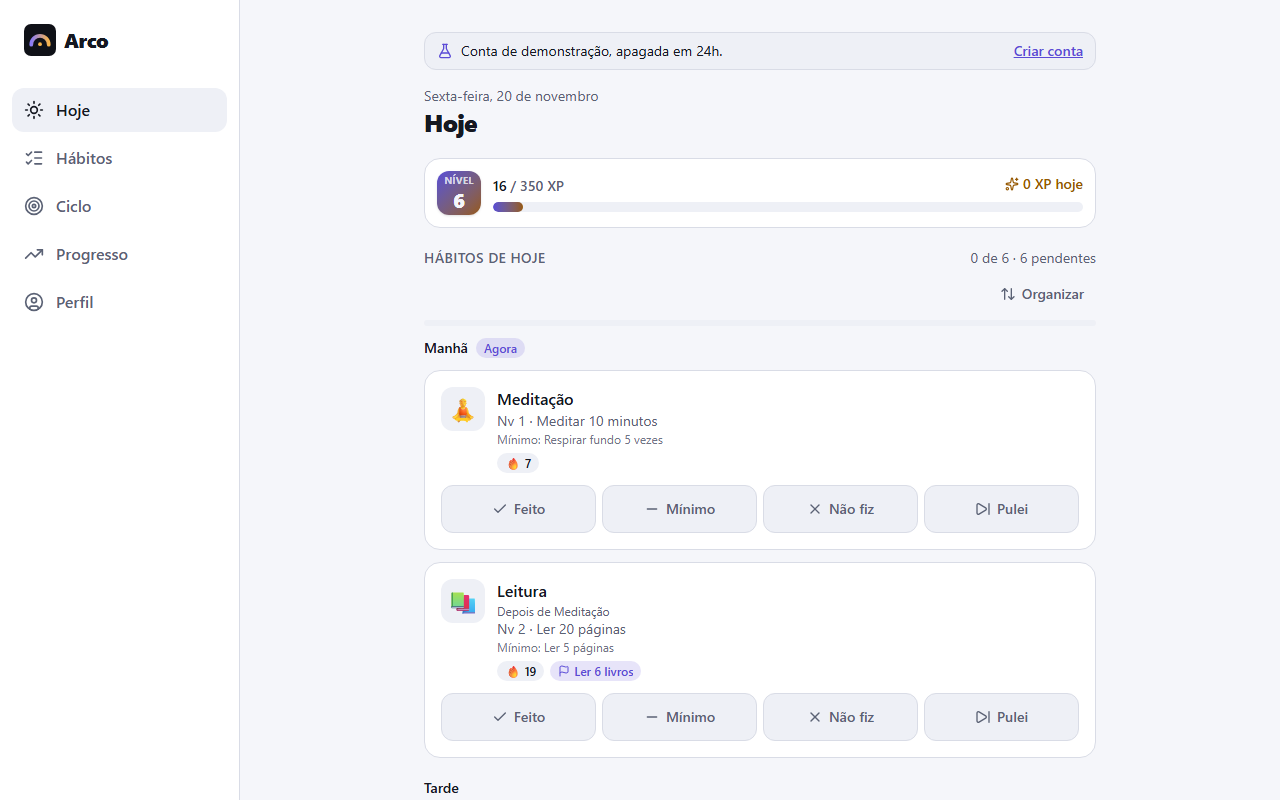 Arco
Hoje
Hábitos
Ciclo
Progresso
Perfil
Conta de demonstração, apagada em 24h.
Criar conta
Sexta-feira, 20 de novembro
Hoje
NÍVEL
6
16 / 350 XP
0 XP hoje
HÁBITOS DE HOJE
0 de 6 · 6 pendentes
Organizar
Manhã
Agora
Meditação
Nv 1 · Meditar 10 minutos
Mínimo: Respirar fundo 5 vezes
7
Feito
Mínimo
Não fiz
Pulei
Leitura
Depois de Meditação
Nv 2 · Ler 20 páginas
Mínimo: Ler 5 páginas
19
Ler 6 livros
Feito
Mínimo
Não fiz
Pulei
Tarde